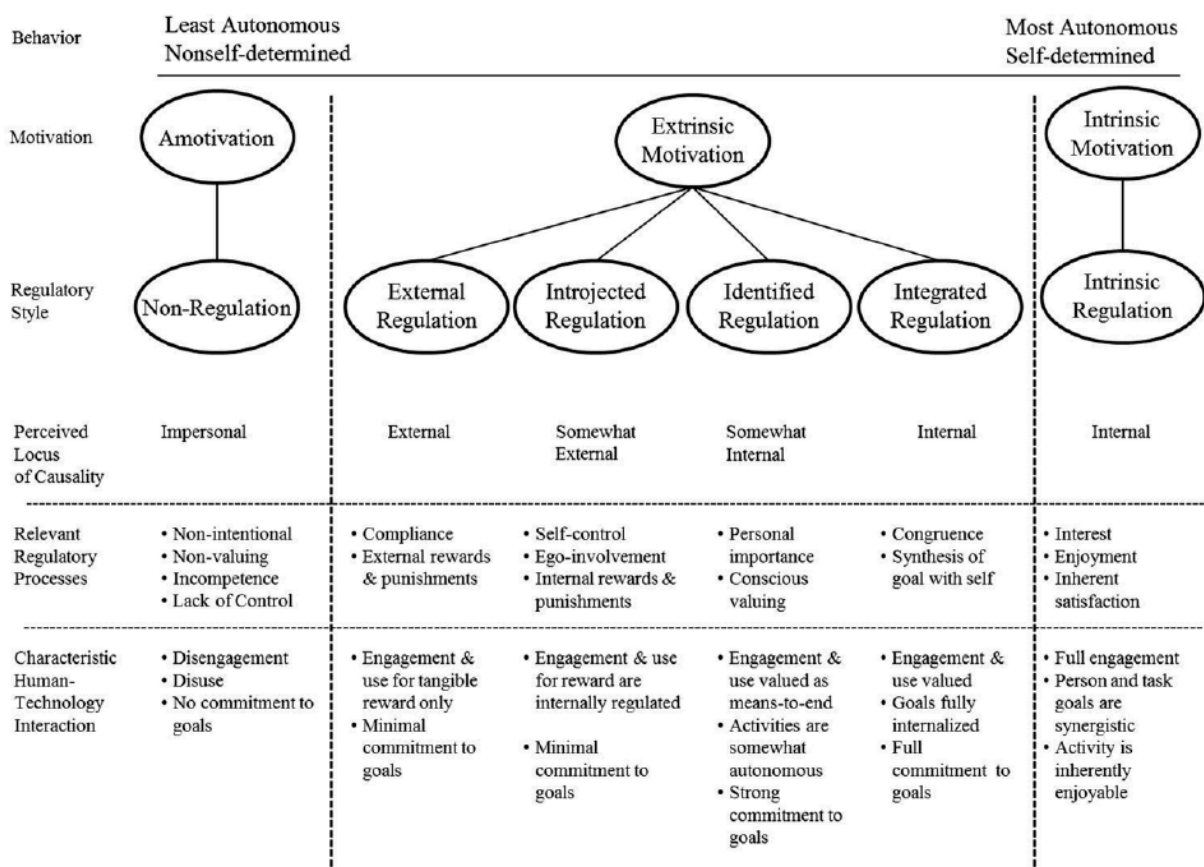 Behavior
Least Autonomous
Nonself-determined
Most Autonomous
Self-determined
Motivation
Amotivation
Extrinsic
Motivation
Intrinsic
Motivation
Regulatory
Style
Non-Regulation
External
Regulation
Introjected
Regulation
Identified
Regulation
Integrated
Regulation
Intrinsic
Regulation
Perceived
Locus
of Causality
Impersonal
External
Somewhat
External
Somewhat
Internal
Internal
Internal
Relevant
Regulatory
Processes
• Non-intentional
• Non-valuing
• Incompetence
• Lack of Control
• Compliance
• External rewards
& punishments
• Self-control
• Ego-involvement
• Internal rewards &
punishments
• Personal
importance
• Conscious
valuing
• Congruence
• Synthesis of
goal with self
• Interest
• Enjoyment
• Inherent
satisfaction
Characteristic
Human-
Technology
Interaction
• Disengagement
• Disuse
• No commitment to
goals
• Engagement &
use for tangible
reward only
• Minimal
commitment to
goals
• Engagement & use
for reward are
internally regulated
• Minimal
commitment to
goals
• Engagement &
use valued as
means-to-end
• Activities are
somewhat
autonomous
• Strong
commitment to
goals
• Engagement &
use valued
• Goals fully
internalized
• Full
commitment to
goals
• Full engagement
• Person and task
goals are
synergistic
• Activity is
inherently
enjoyable